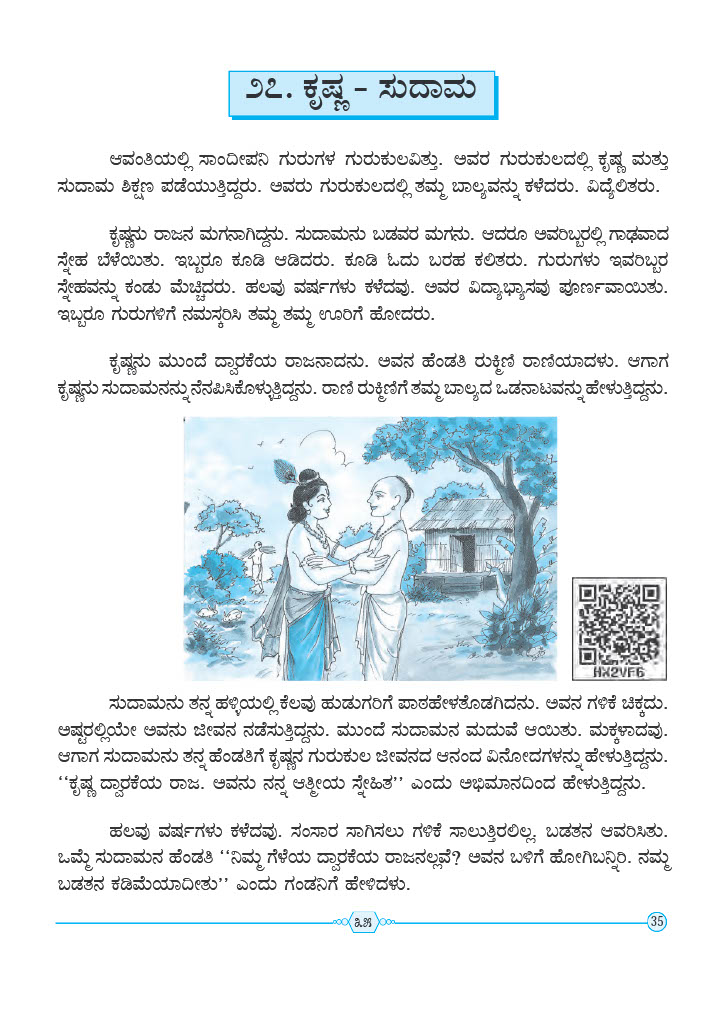 ೨೭. ಕೃಷ್ಣ - ಸುದಾಮ
ಆವಂತಿಯಲ್ಲಿ ಸಾಂದೀಪನಿ ಗುರುಗಳ ಗುರುಕುಲವಿತ್ತು. ಅವರ ಗುರುಕುಲದಲ್ಲಿ ಕೃಷ್ಣ ಮತ್ತು
ಸುದಾಮ ಶಿಕ್ಷಣ ಪಡೆಯುತ್ತಿದ್ದರು. ಅವರು ಗುರುಕುಲದಲ್ಲಿ ತಮ್ಮ ಬಾಲ್ಯವನ್ನು ಕಳೆದರು. ವಿದ್ಯೆಲಿತರು.
ಕೃಷ್ಣನು ರಾಜನ ಮಗನಾಗಿದ್ದನು. ಸುದಾಮನು ಬಡವರ ಮಗನು. ಆದರೂ ಅವರಿಬ್ಬರಲ್ಲಿ ಗಾಢವಾದ
ಸ್ನೇಹ ಬೆಳೆಯಿತು. ಇಬ್ಬರೂ ಕೂಡಿ ಆಡಿದರು. ಕೂಡಿ ಓದು ಬರಹ ಕಲಿತರು. ಗುರುಗಳು ಇವರಿಬ್ಬರ
ಸ್ನೇಹವನ್ನು ಕಂಡು ಮೆಚ್ಚಿದರು. ಹಲವು ವರ್ಷಗಳು ಕಳೆದವು. ಅವರ ವಿದ್ಯಾಭ್ಯಾಸವು ಪೂರ್ಣವಾಯಿತು.
ಇಬ್ಬರೂ ಗುರುಗಳಿಗೆ ನಮಸ್ಕರಿಸಿ ತಮ್ಮ ತಮ್ಮ ಊರಿಗೆ ಹೋದರು.
ಕೃಷ್ಣನು ಮುಂದೆ ದ್ವಾರಕೆಯ ರಾಜನಾದನು. ಅವನ ಹೆಂಡತಿ ರುಕ್ಮಿಣಿ ರಾಣಿಯಾದಳು. ಆಗಾಗ
ಕೃಷ್ಣನು ಸುದಾಮನನ್ನು ನೆನಪಿಸಿಕೊಳ್ಳುತ್ತಿದ್ದನು. ರಾಣಿ ರುಕ್ಮಿಣಿಗೆ ತಮ್ಮ ಬಾಲ್ಯದ ಒಡನಾಟವನ್ನು ಹೇಳುತ್ತಿದ್ದನು.
HX2VF6
ಸುದಾಮನು ತನ್ನ ಹಳ್ಳಿಯಲ್ಲಿ ಕೆಲವು ಹುಡುಗರಿಗೆ ಪಾಠಹೇಳತೊಡಗಿದನು. ಅವನ ಗಳಿಕೆ ಚಿಕ್ಕದು.
ಅಷ್ಟರಲ್ಲಿಯೇ ಅವನು ಜೀವನ ನಡೆಸುತ್ತಿದ್ದನು. ಮುಂದೆ ಸುದಾಮನ ಮದುವೆ ಆಯಿತು. ಮಕ್ಕಳಾದವು.
ಆಗಾಗ ಸುದಾಮನು ತನ್ನ ಹೆಂಡತಿಗೆ ಕೃಷ್ಣನ ಗುರುಕುಲ ಜೀವನದ ಆನಂದ ವಿನೋದಗಳನ್ನು ಹೇಳುತ್ತಿದ್ದನು.
‘‘ಕೃಷ್ಣ ದ್ವಾರಕೆಯ ರಾಜ. ಅವನು ನನ್ನ ಆತ್ಮೀಯ ಸ್ನೇಹಿತ’’ ಎಂದು ಅಭಿಮಾನದಿಂದ ಹೇಳುತ್ತಿದ್ದನು.
ಹಲವು ವರ್ಷಗಳು ಕಳೆದವು. ಸಂಸಾರ ಸಾಗಿಸಲು ಗಳಿಕೆ ಸಾಲುತ್ತಿರಲಿಲ್ಲ. ಬಡತನ ಆವರಿಸಿತು.
ಒಮ್ಮೆ ಸುದಾಮನ ಹೆಂಡತಿ ‘‘ನಿಮ್ಮ ಗೆಳೆಯ ದ್ವಾರಕೆಯ ರಾಜನಲ್ಲವೆ? ಅವನ ಬಳಿಗೆ ಹೋಗಿಬನ್ನಿರಿ. ನಮ್ಮ
ಬಡತನ ಕಡಿಮೆಯಾದೀತು’’ ಎಂದು ಗಂಡನಿಗೆ ಹೇಳಿದಳು.
೩೫ 35